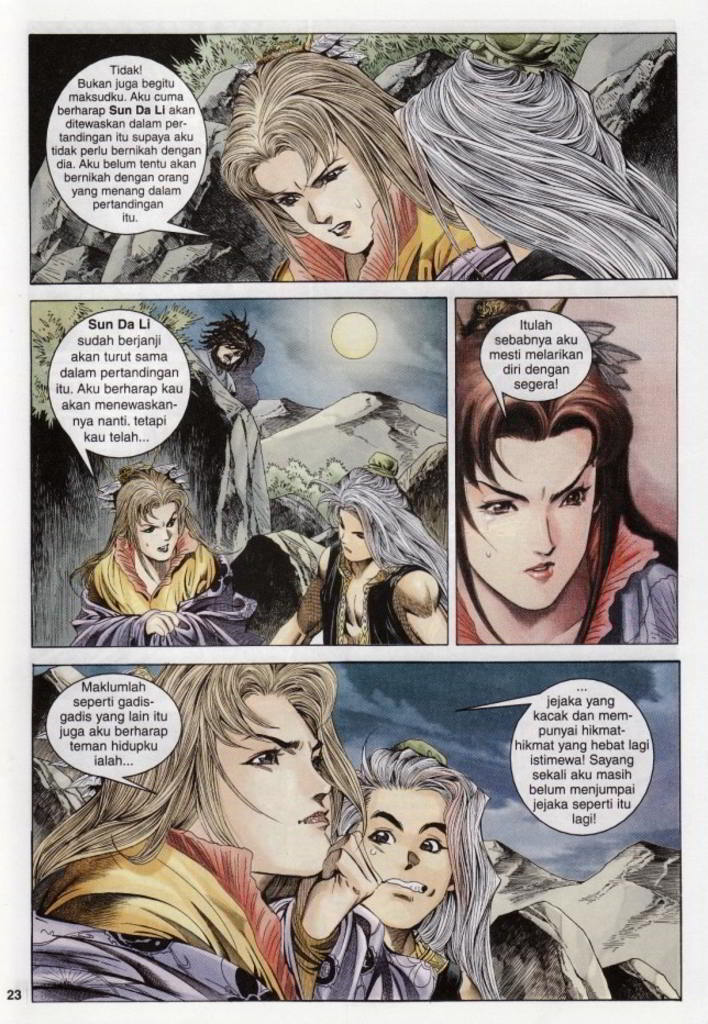 Tidak!
Bukan juga begitu
maksudku. Aku cuma
berharap Sun Da Li akan
ditewaskan dalam per-
tandingan itu supaya aku
tidak perlu bernikah dengan
dia. Aku belum tentu akan
bernikah dengan orang
yang menang dalam
pertandingan
itu.
Sun Da Li
sudah berjanji
akan turut sama
dalam pertandingan
itu. Aku berharap kau
akan menewaskan-
nya nanti. tetapi
kau telah...
Itulah
sebabnya aku
mesti melarikan
diri dengan
segera!
Maklumlah
seperti gadis-
gadis yang lain itu
juga aku berharap
teman hidupku
ialah...
...
jejaka yang
kacak dan mem-
punyai hikmat-
hikmat yang hebat lagi
istimewa! Sayang
sekali aku masih
belum menjumpai
jejaka seperti itu
lagi!
23